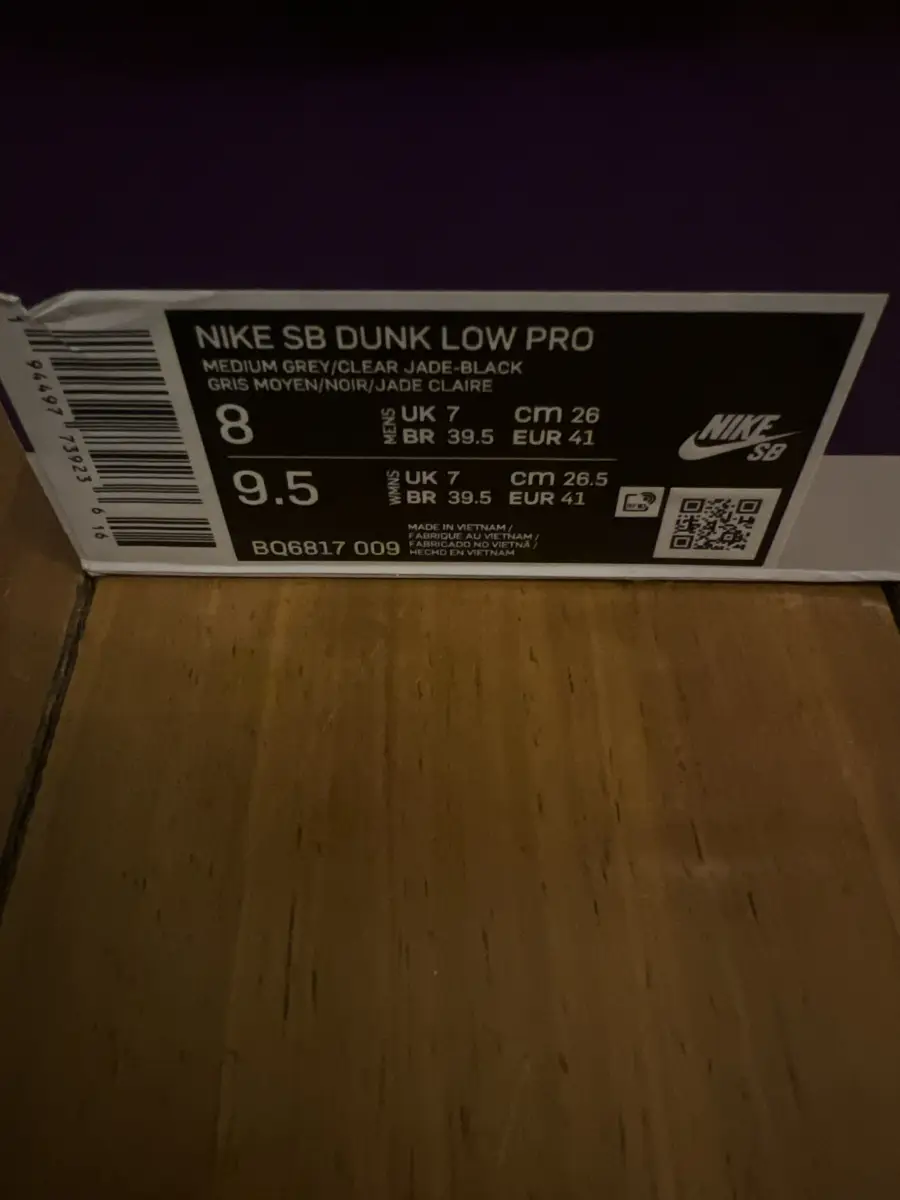 NIKE SB DUNK LOW PRO
MEDIUM GREY/CLEAR JADE-BLACK
GRIS MOYEN/NOIR/JADE CLAIRE
8 MENS UK 7 cm 26
BR 39.5 EUR 41
9.5 WMNS UK 7 cm 26.5
BR 39.5 EUR 41
BQ6817 009
MADE IN VIETNAM /
FABRIQUE AU VIETNAM /
FABRICADO NO VIETNÃ /
HECHO EN VIETNAM
NIKE
SB
94497 73923